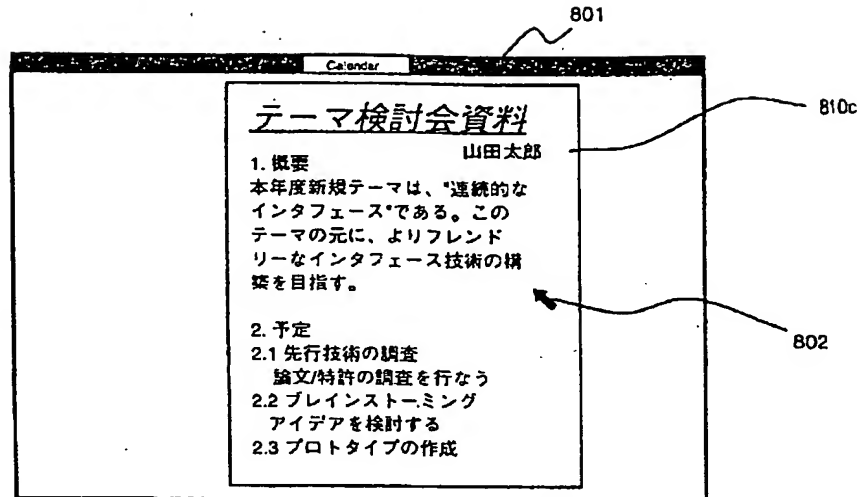 801
Calendar
810c
テーマ検討会資料
山田太郎
1. 概要
本年度新規テーマは、"連続的な
インタフェース"である。この
テーマの元に、よりフレンド
リーなインタフェース技術の構
築を目指す。
802
2. 予定
2.1 先行技術の調査
論文/特許の調査を行なう
2.2 ブレインストーミング
アイデアを検討する
2.3 プロトタイプの作成